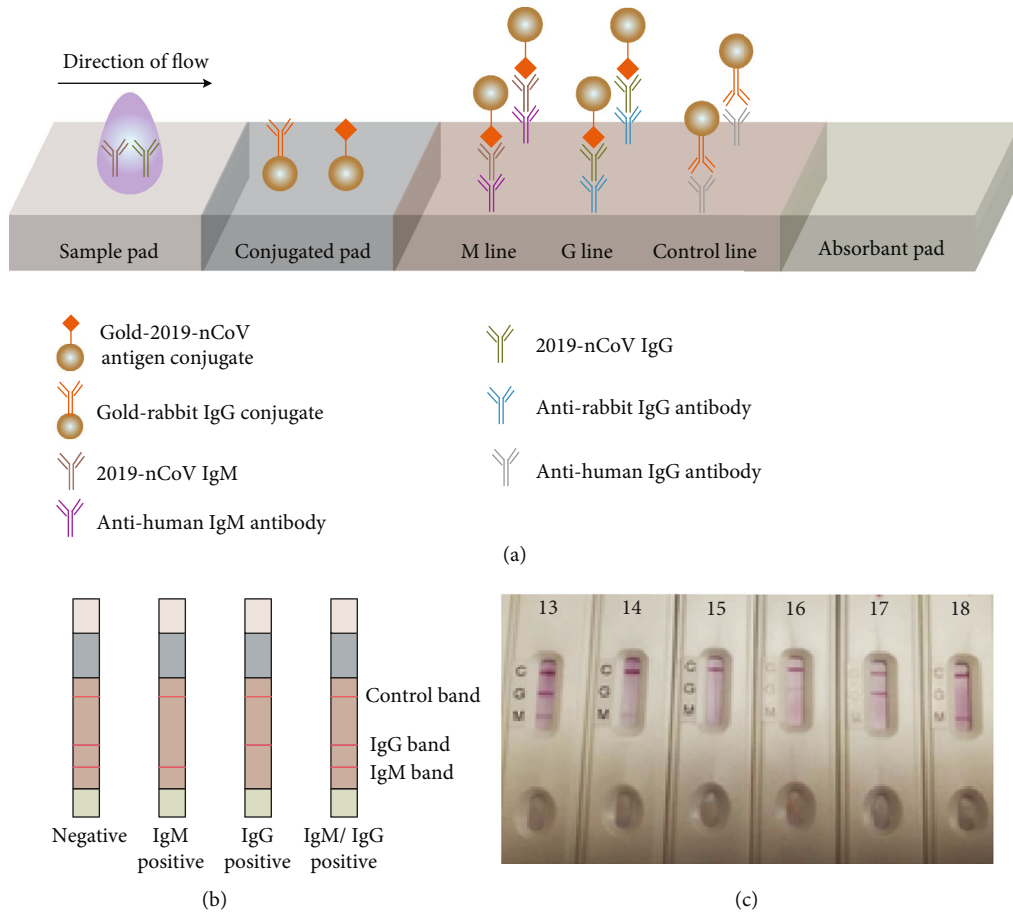 Direction of flow
Sample pad
Conjugated pad
M line
G line
Control line
Absorbant pad
Gold-2019-nCoV
antigen conjugate
Gold-rabbit IgG conjugate
2019-nCoV IgM
Anti-human IgM antibody
2019-nCoV IgG
Anti-rabbit IgG antibody
Anti-human IgG antibody
(a)
Control band
IgG band
IgM band
Negative
IgM
positive
IgG
positive
IgM/ IgG
positive
(b)
13
14
15
16
17
18
C
G
M
C
G
M
C
G
M
C
G
M
C
G
M
C
G
M
(c)